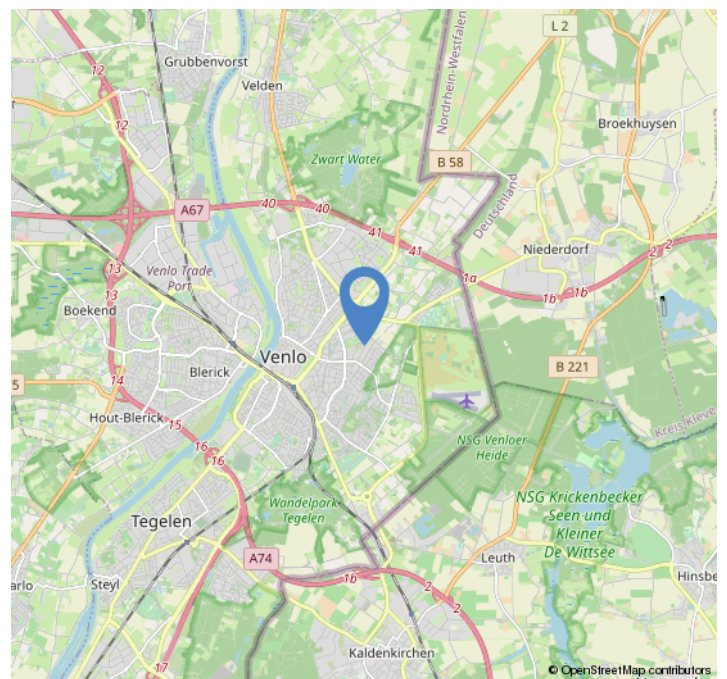 L 2
12
Grubbenvorst
Velden
Nordrhein-Westfalen
Broekhuysen
12
Zwart Water
B 58
Deutschland
A67
40
40
41
41
2
2
Niederdorf
13
Venlo Trade
Port
1a
1b
1b
13
Boekend
Venlo
Blerick
B 221
14
5
Hout-Blerick
15
Kreis Kleve
16
16
NSG Venloer
Heide
NSG Krickenbecker
Seen und
Kleiner
De Wittsee
Wandelpark
Tegelen
Tegelen
A74
Leuth
1b
2
2
Hinsbe
arlo
Steyl
17
Kaldenkirchen
© OpenStreetMap contributors